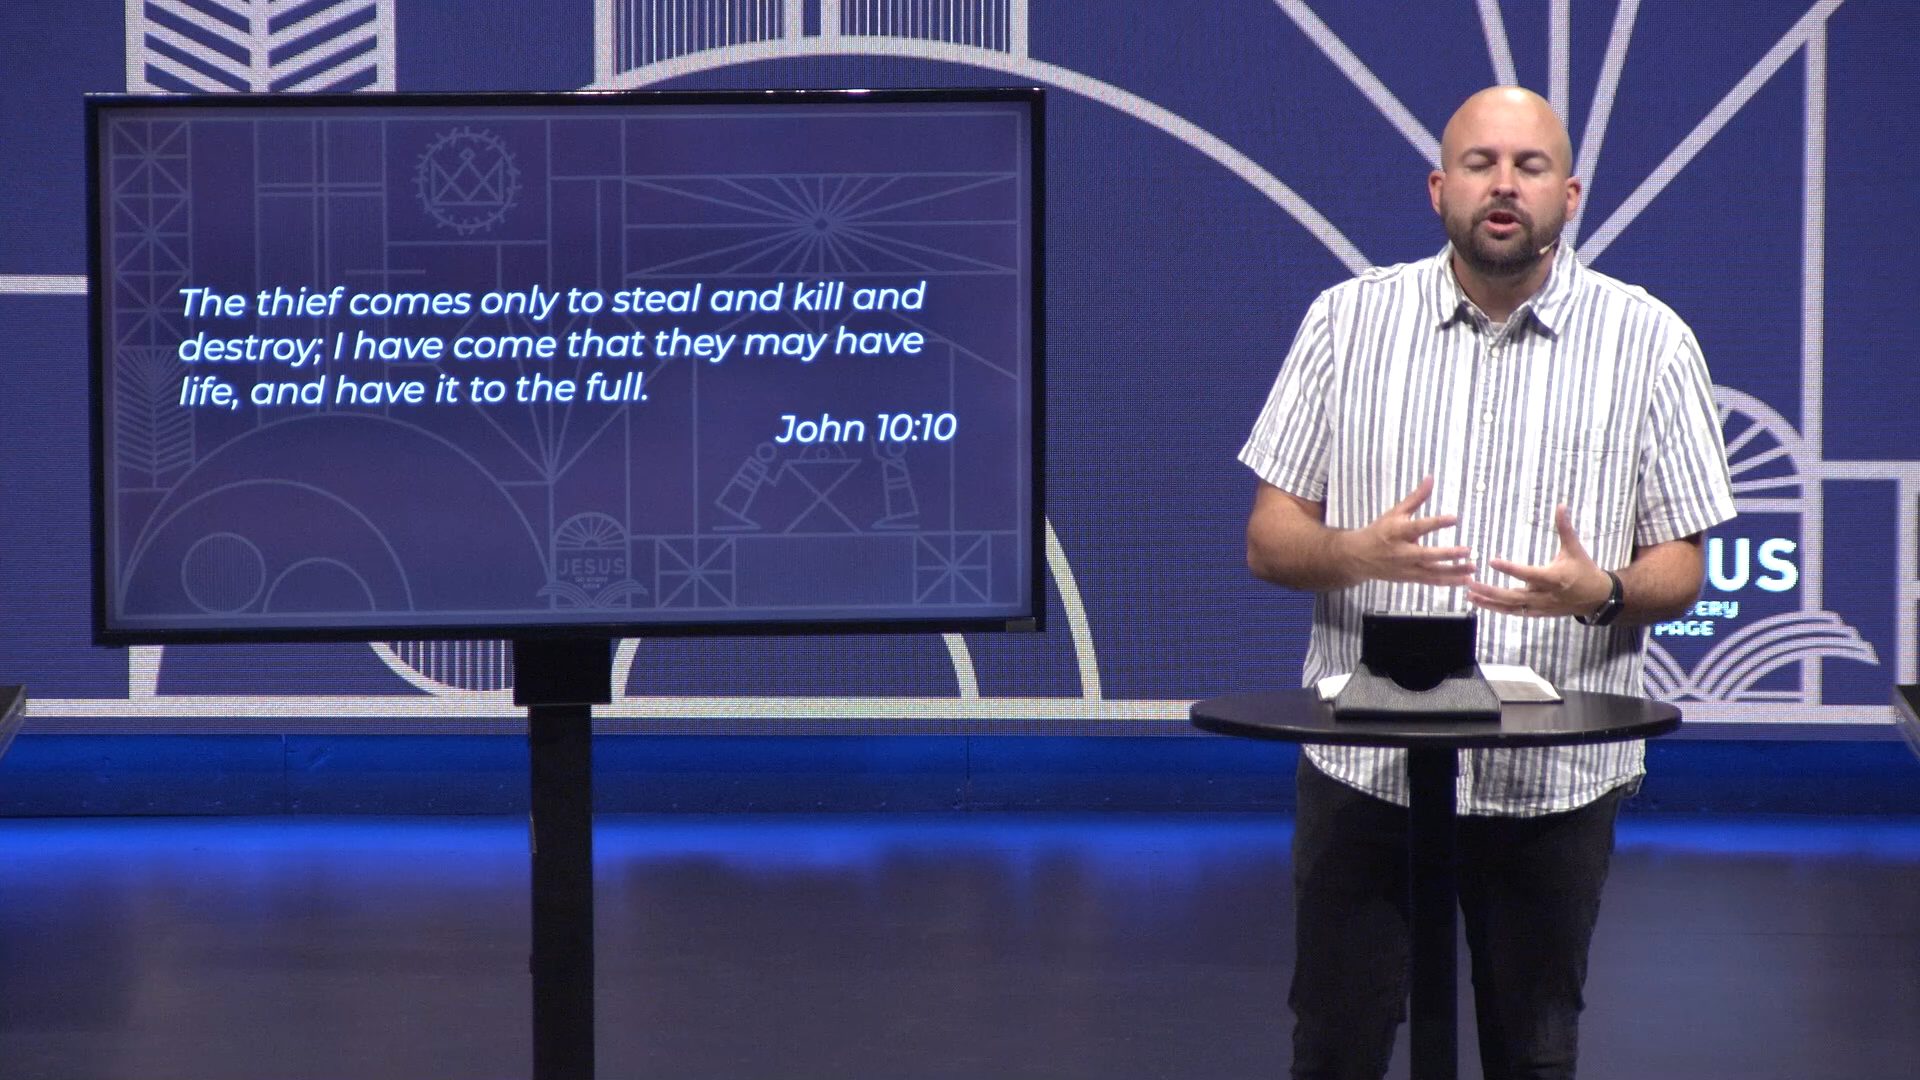 The thief comes only to steal and kill and
destroy; I have come that they may have
life, and have it to the full.
John 10:10
JESUS
US
ERY
PAGE